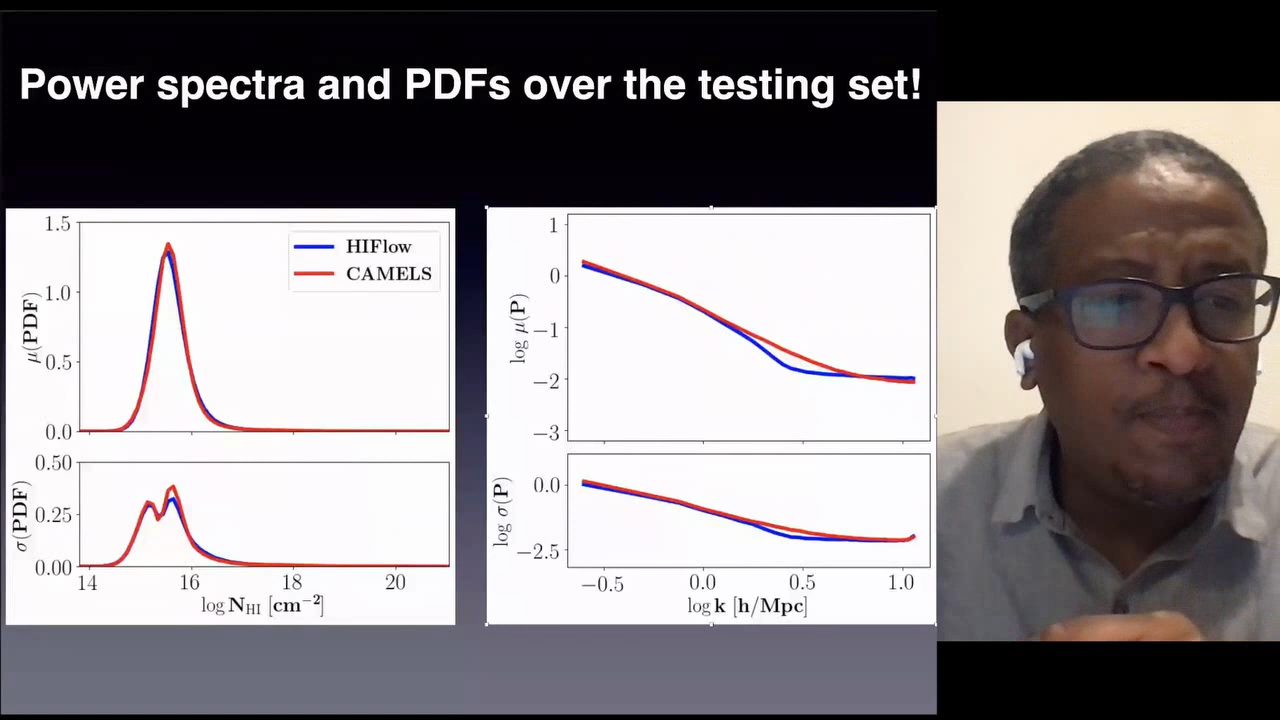 Power spectra and PDFs over the testing set!
1.5
1.0
0.5
0.0
μ(PDF)
HIFlow
CAMELS
0.50
0.25
0.00
σ(PDF)
14
16
18
20
log N_HI [cm⁻²]
1
0
−1
−2
−3
log μ(P)
0.0
−2.5
log σ(P)
−0.5
0.0
0.5
1.0
log k [h/Mpc]